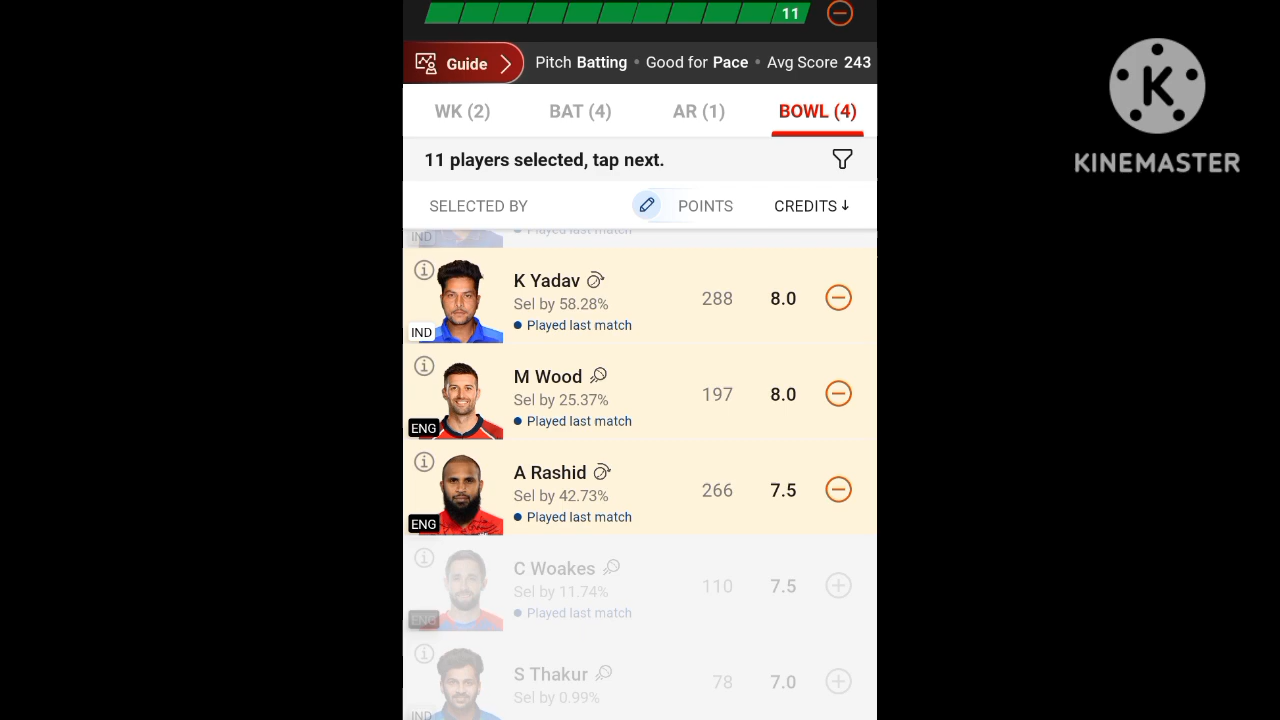 11
Guide
Pitch Batting • Good for Pace • Avg Score 243
WK (2)
BAT (4)
AR (1)
BOWL (4)
11 players selected, tap next.
SELECTED BY
POINTS
CREDITS ↓
IND
Played last match
K Yadav
Sel by 58.28%
Played last match
288
8.0
IND
M Wood
Sel by 25.37%
Played last match
197
8.0
ENG
A Rashid
Sel by 42.73%
Played last match
266
7.5
ENG
C Woakes
Sel by 11.74%
Played last match
110
7.5
ENG
S Thakur
Sel by 0.99%
78
7.0
IND
K
KINEMASTER